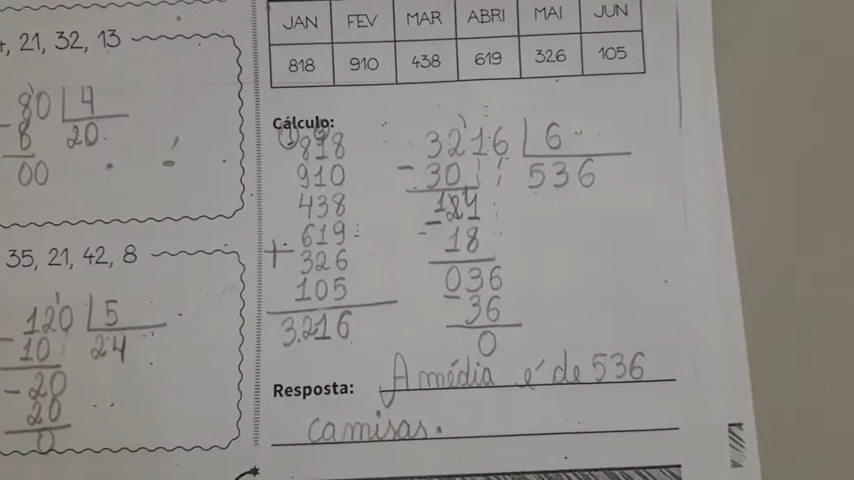 , 21, 32, 13
80 4
- 8 20
00
35, 21, 42, 8
120 5
- 10 24
- 20
20
0
JAN FEV MAR ABRI MAI JUN
818 910 438 619 326 105
Cálculo:
818
910
438
619
+ 326
105
3.216
3216 6
- 30 536
- 18
036
- 36
0
Resposta: A média é de 536
camisas.